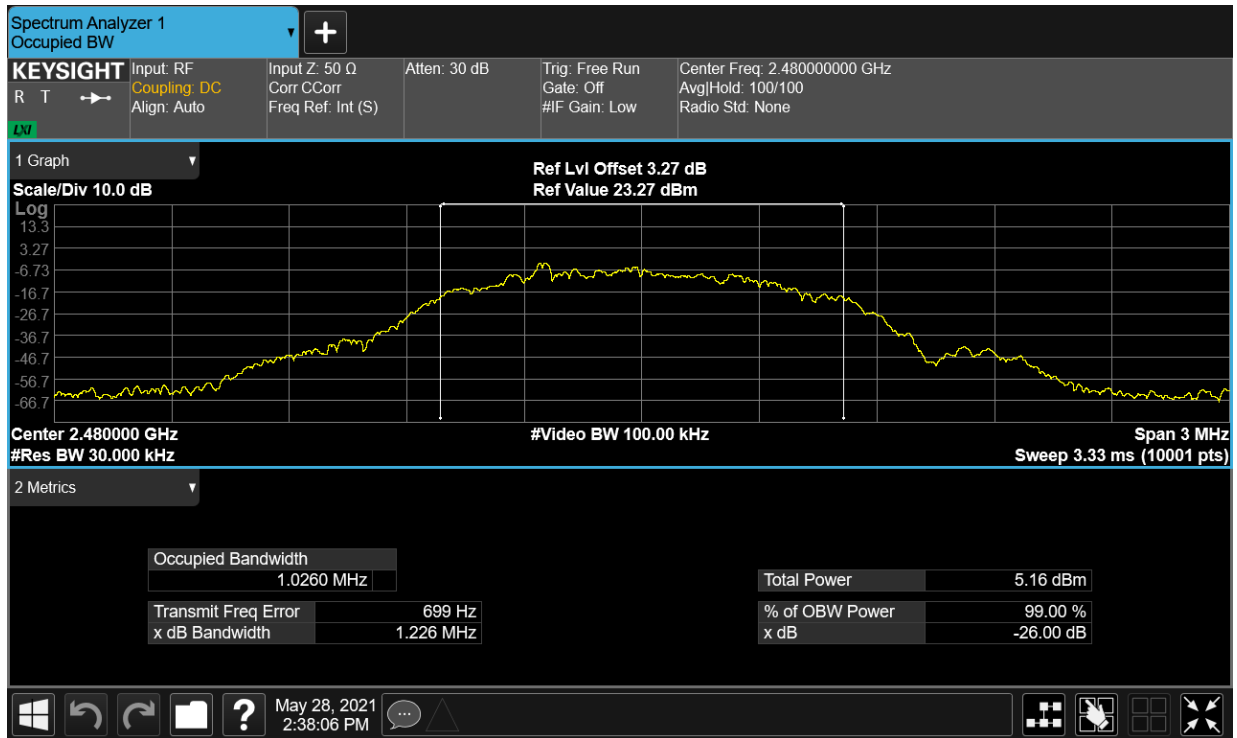 Spectrum Analyzer 1
Occupied BW
KEYSIGHT Input: RF Input Z: 50 Ω Atten: 30 dB Trig: Free Run Center Freq: 2.480000000 GHz
R T Coupling: DC Corr CCorr Gate: Off Avg|Hold: 100/100
Align: Auto Freq Ref: Int (S) #IF Gain: Low Radio Std: None
LXI
1 Graph
Ref Lvl Offset 3.27 dB
Scale/Div 10.0 dB Ref Value 23.27 dBm
Log
13.3
3.27
-6.73
-16.7
-26.7
-36.7
-46.7
-56.7
-66.7
Center 2.480000 GHz #Video BW 100.00 kHz Span 3 MHz
#Res BW 30.000 kHz Sweep 3.33 ms (10001 pts)
2 Metrics
Occupied Bandwidth
1.0260 MHz Total Power 5.16 dBm
Transmit Freq Error 699 Hz % of OBW Power 99.00 %
x dB Bandwidth 1.226 MHz x dB -26.00 dB
? May 28, 2021
2:38:06 PM